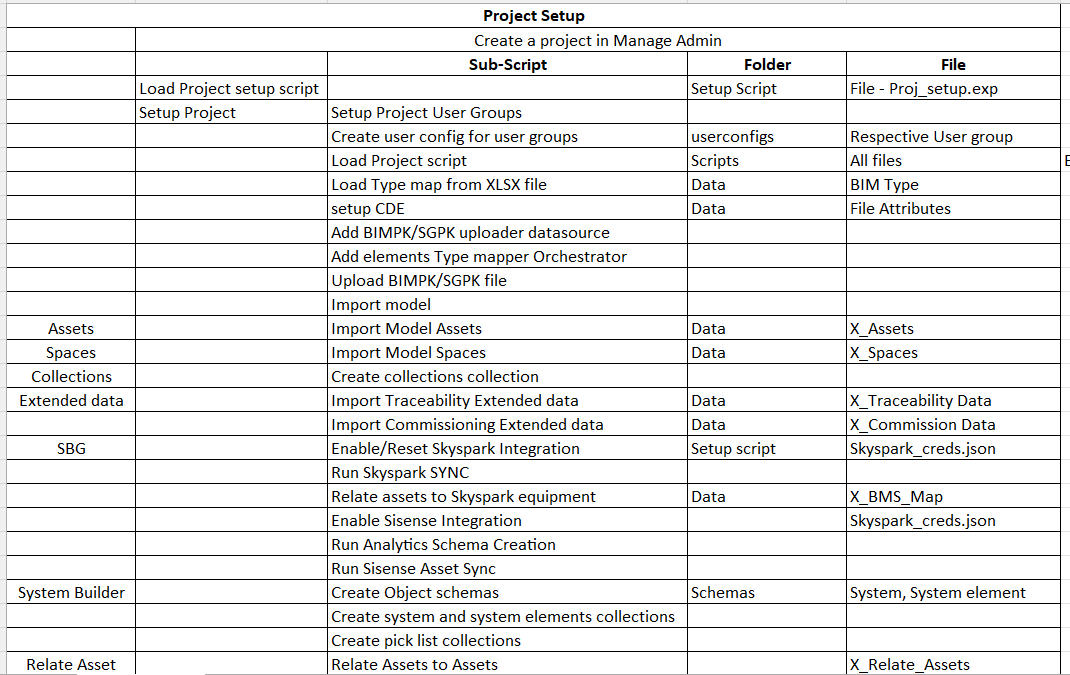 Project Setup
Create a project in Manage Admin
Sub-Script Folder File
Load Project setup script Setup Script File - Proj_setup.exp
Setup Project Setup Project User Groups
Create user config for user groups userconfigs Respective User group
Load Project script Scripts All files
Load Type map from XLSX file Data BIM Type
setup CDE Data File Attributes
Add BIMPK/SGPK uploader datasource
Add elements Type mapper Orchestrator
Upload BIMPK/SGPK file
Import model
Assets Import Model Assets Data X_Assets
Spaces Import Model Spaces Data X_Spaces
Collections Create collections collection
Extended data Import Traceability Extended data Data X_Traceability Data
Import Commissioning Extended data Data X_Commission Data
SBG Enable/Reset Skyspark Integration Setup script Skyspark_creds.json
Run Skyspark SYNC
Relate assets to Skyspark equipment Data X_BMS_Map
Enable Sisense Integration Skyspark_creds.json
Run Analytics Schema Creation
Run Sisense Asset Sync
System Builder Create Object schemas Schemas System, System element
Create system and system elements collections
Create pick list collections
Relate Asset Relate Assets to Assets X_Relate_Assets